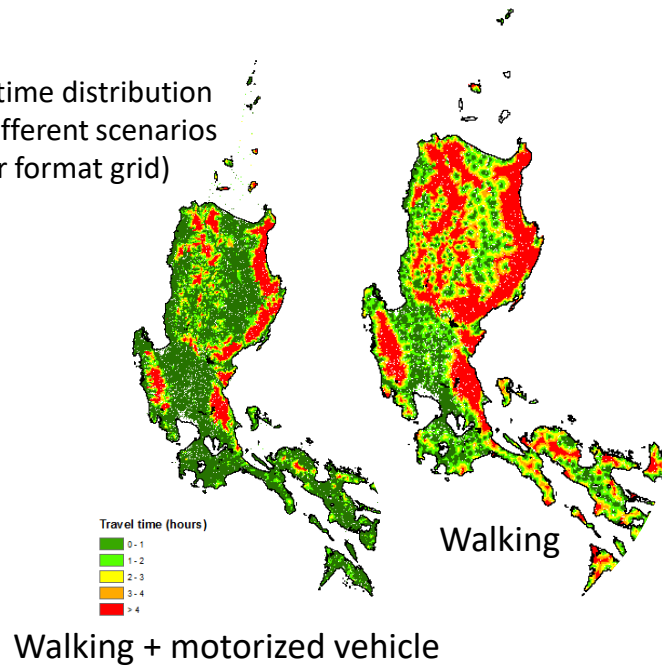 time distribution
ifferent scenarios
r format grid)
Travel time (hours)
0 - 1
1 - 2
2 - 3
3 - 4
> 4
Walking
Walking + motorized vehicle